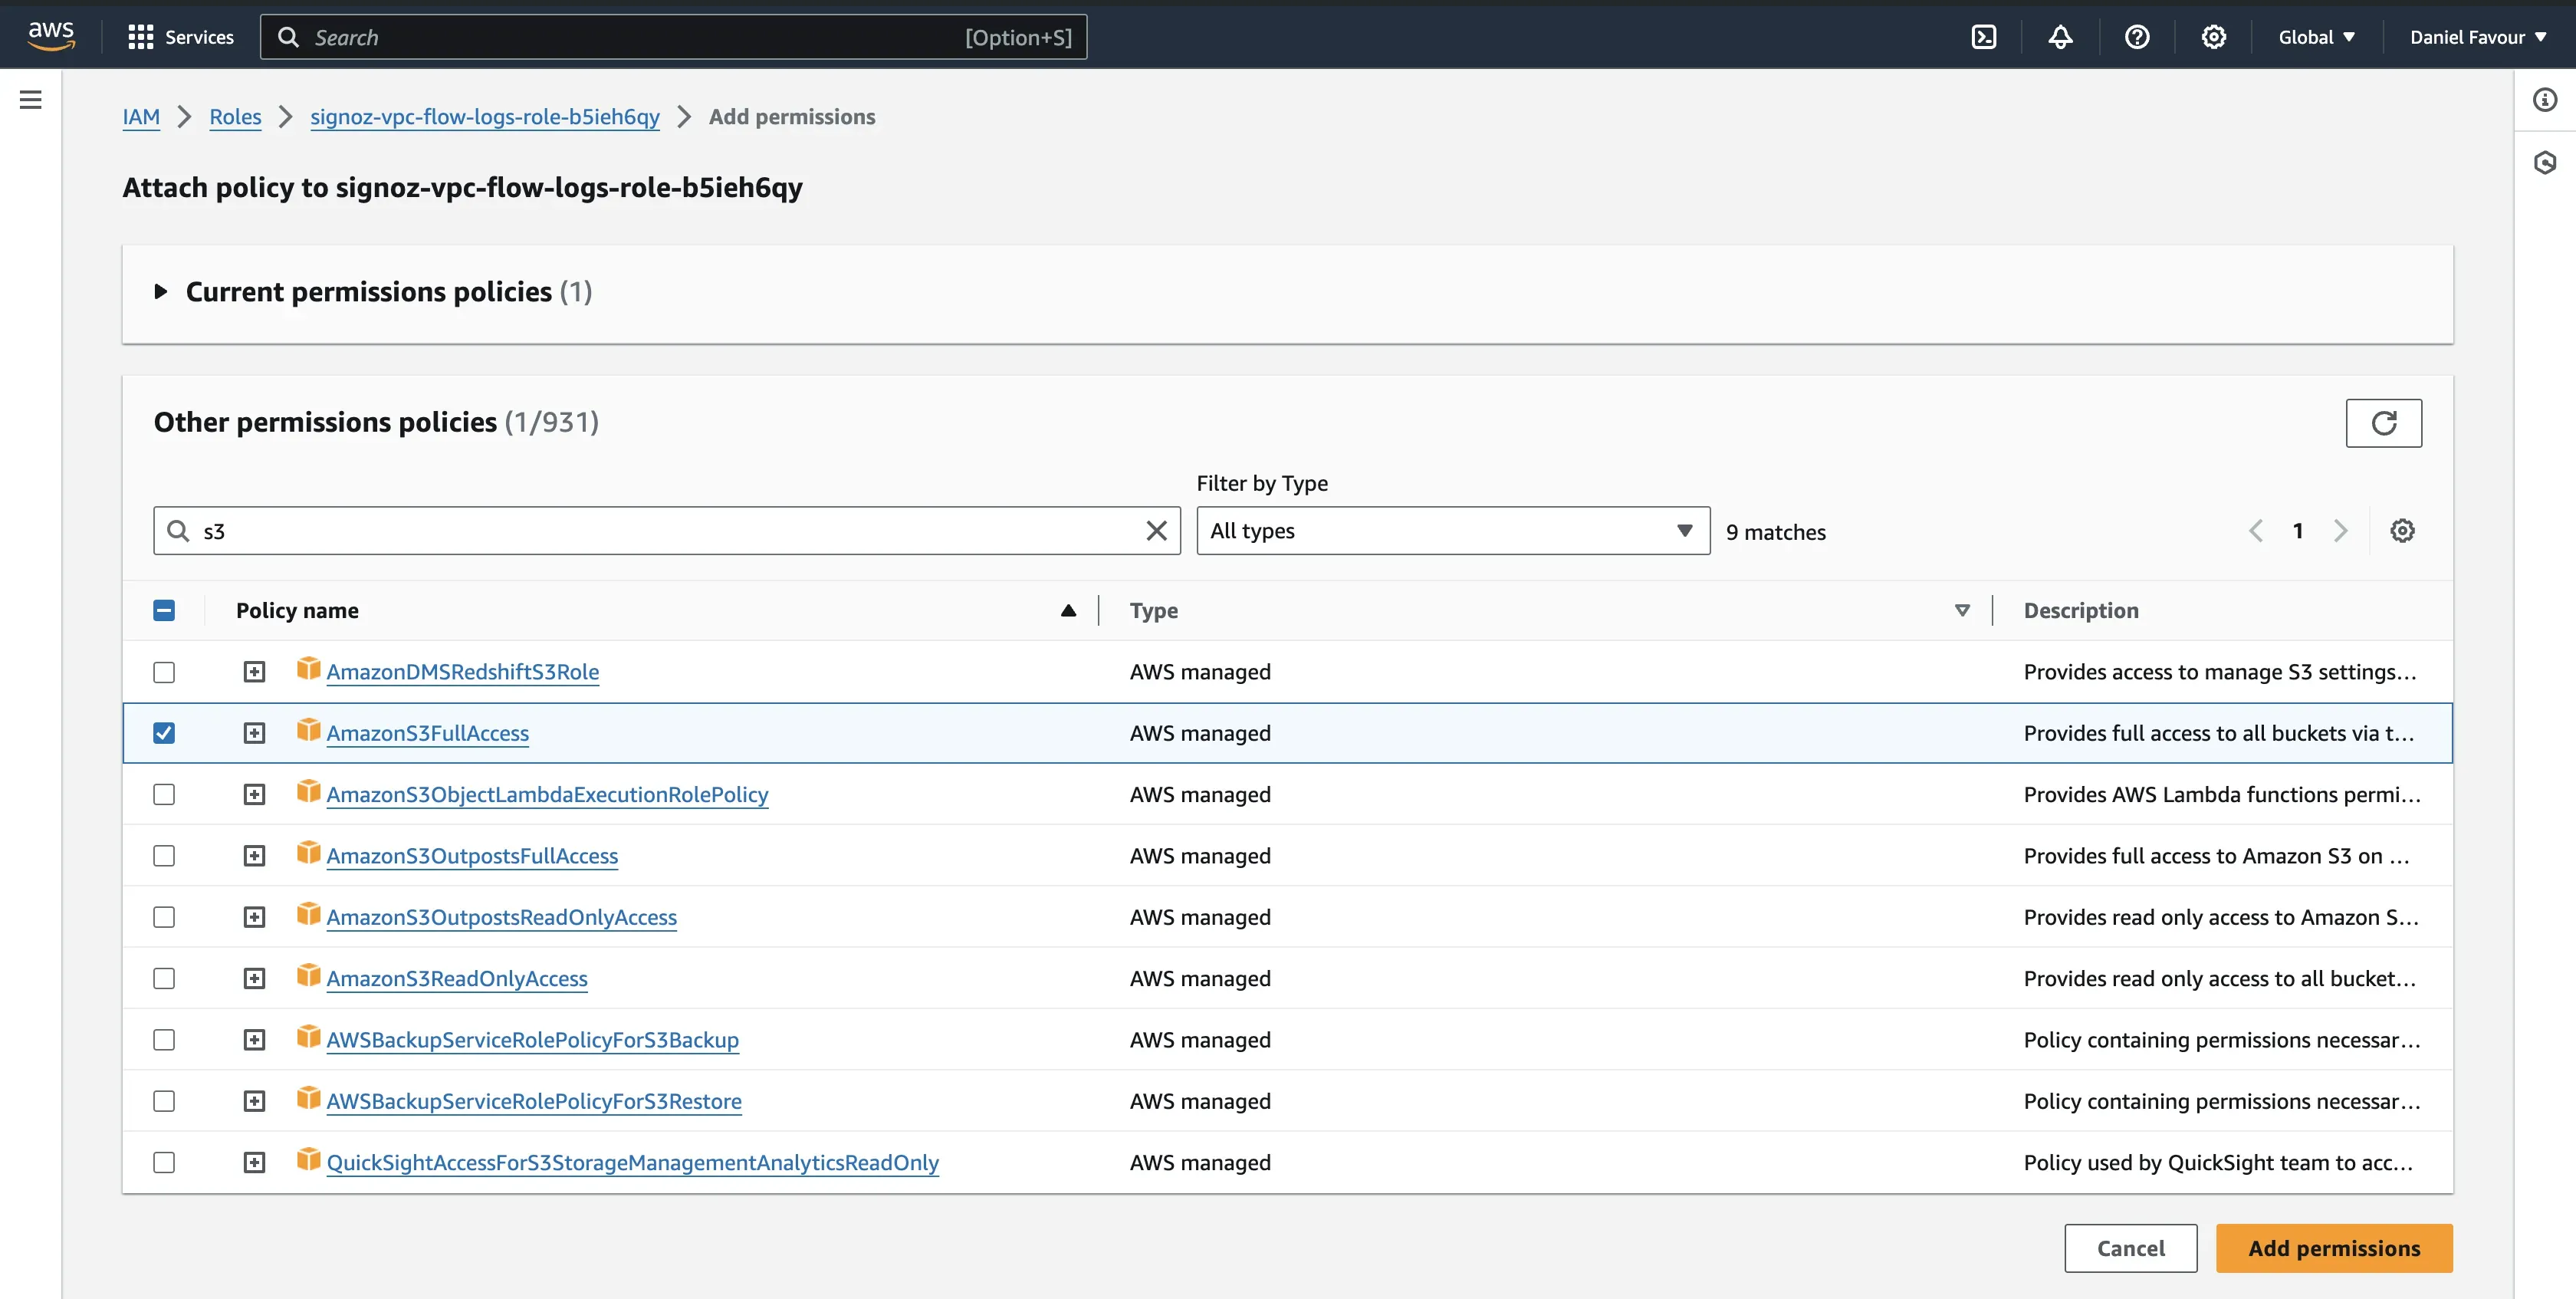 aws Services Search [Option+S] Global Daniel Favour
IAM Roles signoz-vpc-flow-logs-role-b5ieh6qy Add permissions
Attach policy to signoz-vpc-flow-logs-role-b5ieh6qy
Current permissions policies (1)
Other permissions policies (1/931)
Filter by Type
s3 All types 9 matches 1
Policy name Type Description
AmazonDMSRedshiftS3Role AWS managed Provides access to manage S3 settings...
AmazonS3FullAccess AWS managed Provides full access to all buckets via t...
AmazonS3ObjectLambdaExecutionRolePolicy AWS managed Provides AWS Lambda functions permi...
AmazonS3OutpostsFullAccess AWS managed Provides full access to Amazon S3 on ...
AmazonS3OutpostsReadOnlyAccess AWS managed Provides read only access to Amazon S...
AmazonS3ReadOnlyAccess AWS managed Provides read only access to all bucket...
AWSBackupServiceRolePolicyForS3Backup AWS managed Policy containing permissions necessar...
AWSBackupServiceRolePolicyForS3Restore AWS managed Policy containing permissions necessar...
QuickSightAccessForS3StorageManagementAnalyticsReadOnly AWS managed Policy used by QuickSight team to acc...
Cancel Add permissions